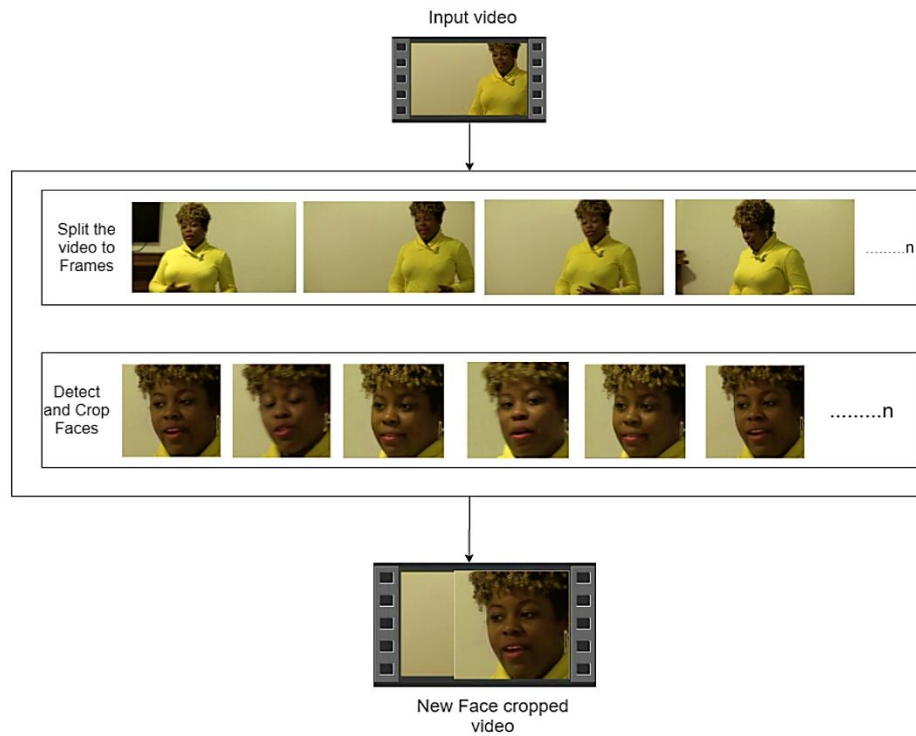 Input video
Split the
video to
Frames
.........n
Detect
and Crop
Faces
.........n
New Face cropped
video